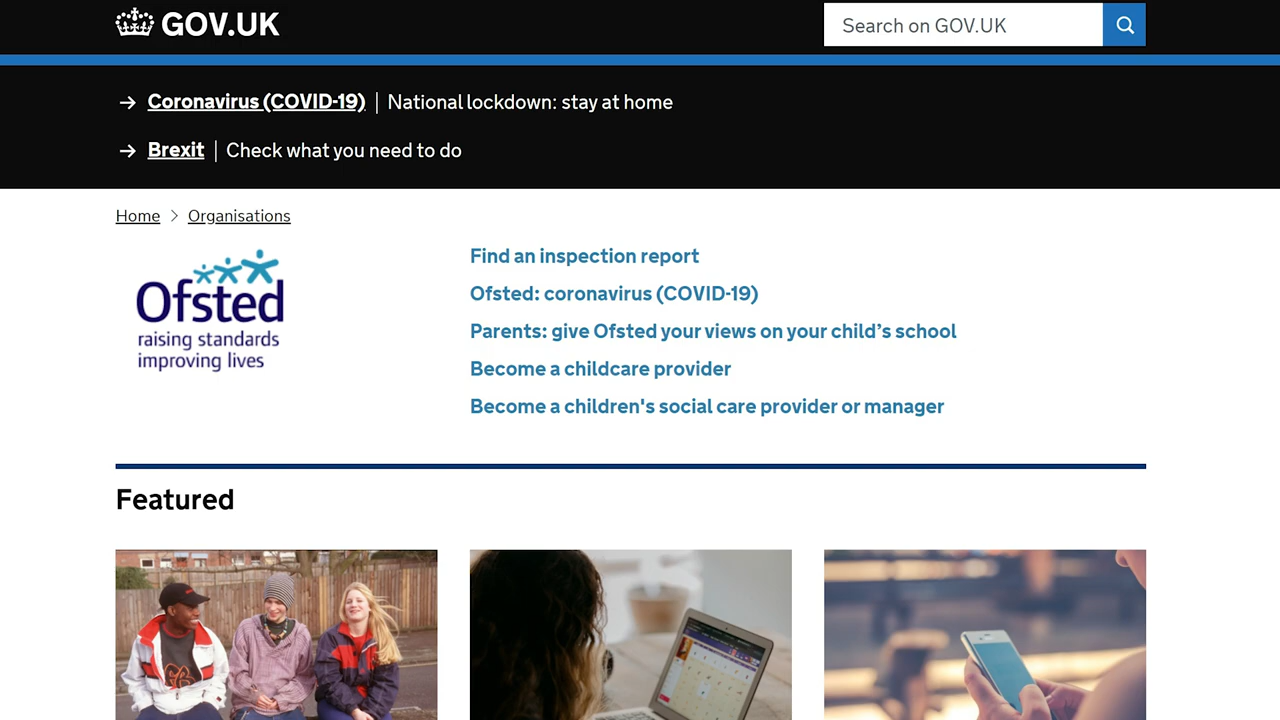 GOV.UK
Search on GOV.UK
→ Coronavirus (COVID-19) | National lockdown: stay at home
→ Brexit | Check what you need to do
Home > Organisations
Ofsted
raising standards
improving lives
Find an inspection report
Ofsted: coronavirus (COVID-19)
Parents: give Ofsted your views on your child’s school
Become a childcare provider
Become a children's social care provider or manager
Featured